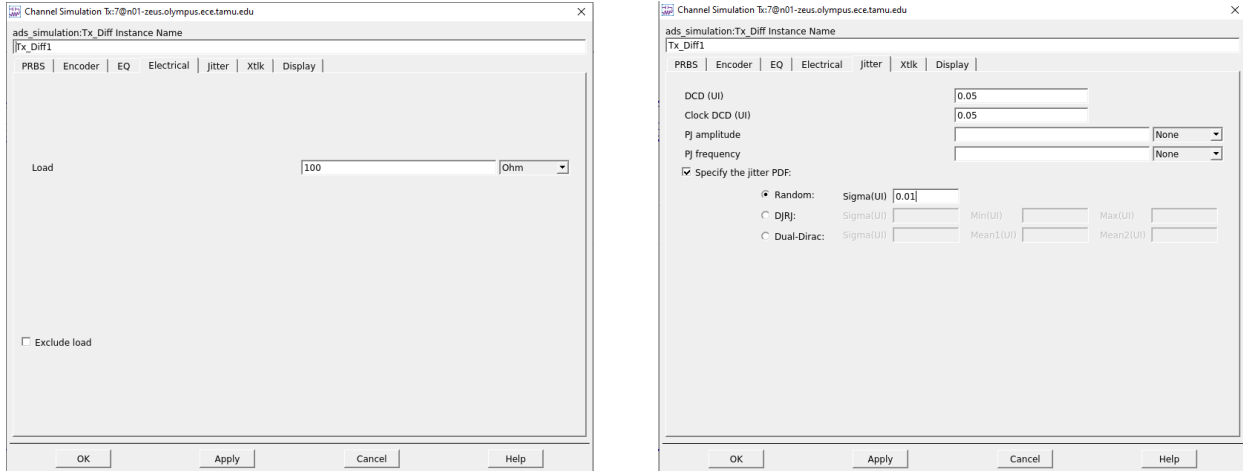 Channel Simulation Tx:7@n01-zeus.olympus.ece.tamu.edu
ads_simulation:Tx_Diff Instance Name
Tx_Diff1
PRBS Encoder EQ Electrical Jitter Xtlk Display
Load 100 Ohm
Exclude load
OK Apply Cancel Help
Channel Simulation Tx:7@n01-zeus.olympus.ece.tamu.edu
ads_simulation:Tx_Diff Instance Name
Tx_Diff1
PRBS Encoder EQ Electrical Jitter Xtlk Display
DCD (UI) 0.05
Clock DCD (UI) 0.05
PJ amplitude None
PJ frequency None
Specify the jitter PDF:
Random: Sigma(UI) 0.01
DJRJ: Sigma(UI) Min(UI) Max(UI)
Dual-Dirac: Sigma(UI) Mean1(UI) Mean2(UI)
OK Apply Cancel Help